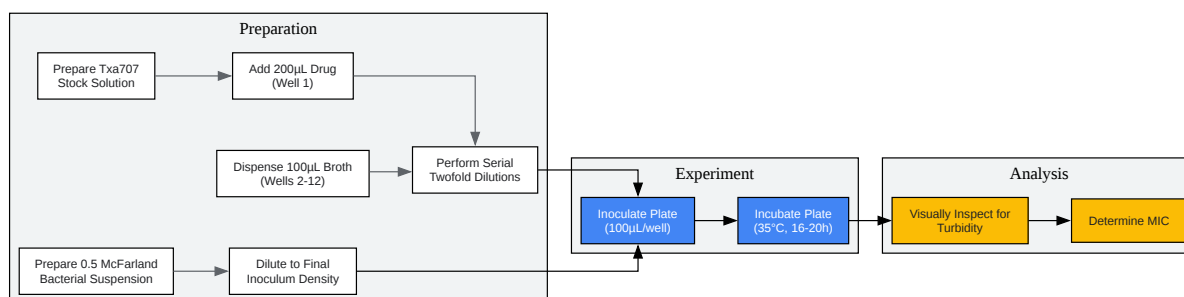 Preparation
Prepare Txa707
Stock Solution
Add 200µL Drug
(Well 1)
Dispense 100µL Broth
(Wells 2-12)
Perform Serial
Twofold Dilutions
Prepare 0.5 McFarland
Bacterial Suspension
Dilute to Final
Inoculum Density
Experiment
Inoculate Plate
(100µL/well)
Incubate Plate
(35°C, 16-20h)
Analysis
Visually Inspect for
Turbidity
Determine MIC